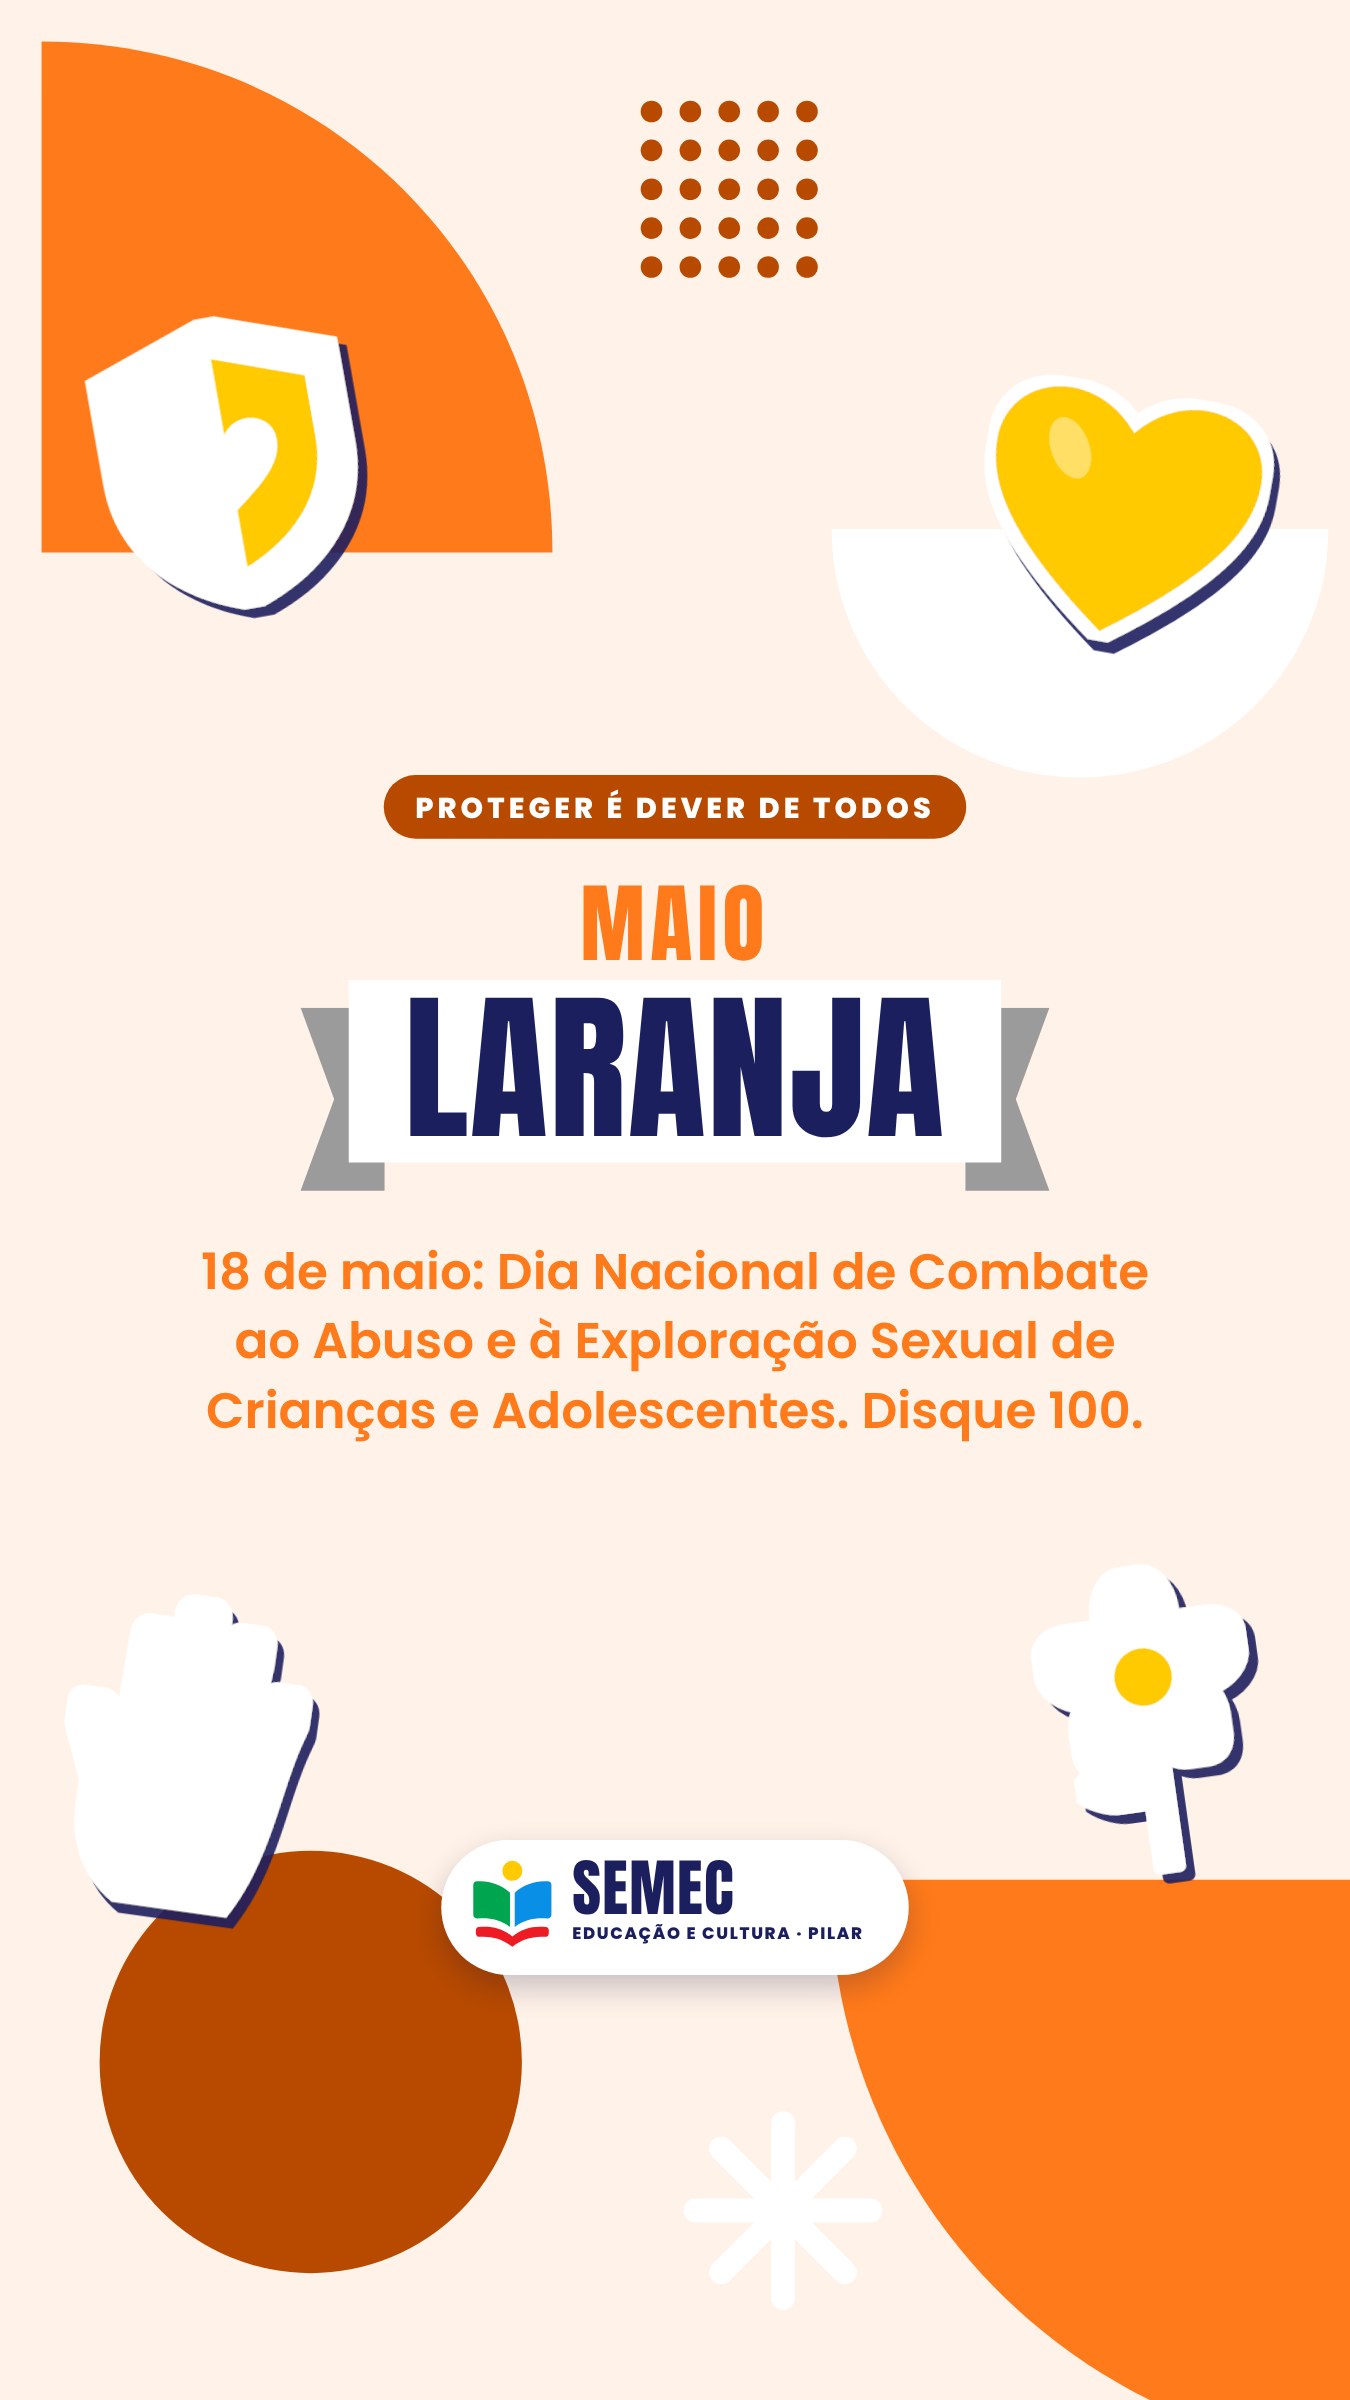 PROTEGER É DEVER DE TODOS
MAIO
LARANJA
18 de maio: Dia Nacional de Combate
ao Abuso e à Exploração Sexual de
Crianças e Adolescentes. Disque 100.
SEMEC
EDUCAÇÃO E CULTURA · PILAR